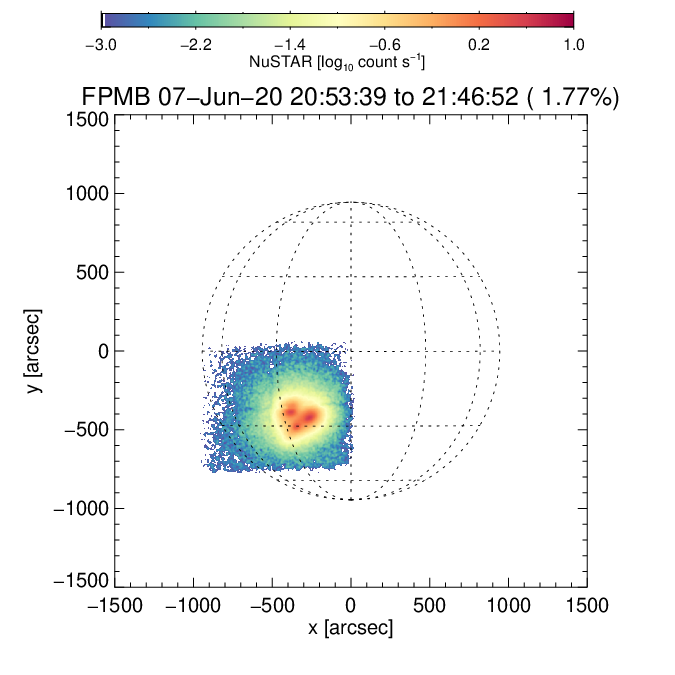 −3.0 −2.2 −1.4 −0.6 0.2 1.0
NuSTAR [log10 count s−1]
FPMB 07−Jun−20 20:53:39 to 21:46:52 ( 1.77%)
1500
1000
500
0
−500
−1000
−1500
y [arcsec]
−1500 −1000 −500 0 500 1000 1500
x [arcsec]